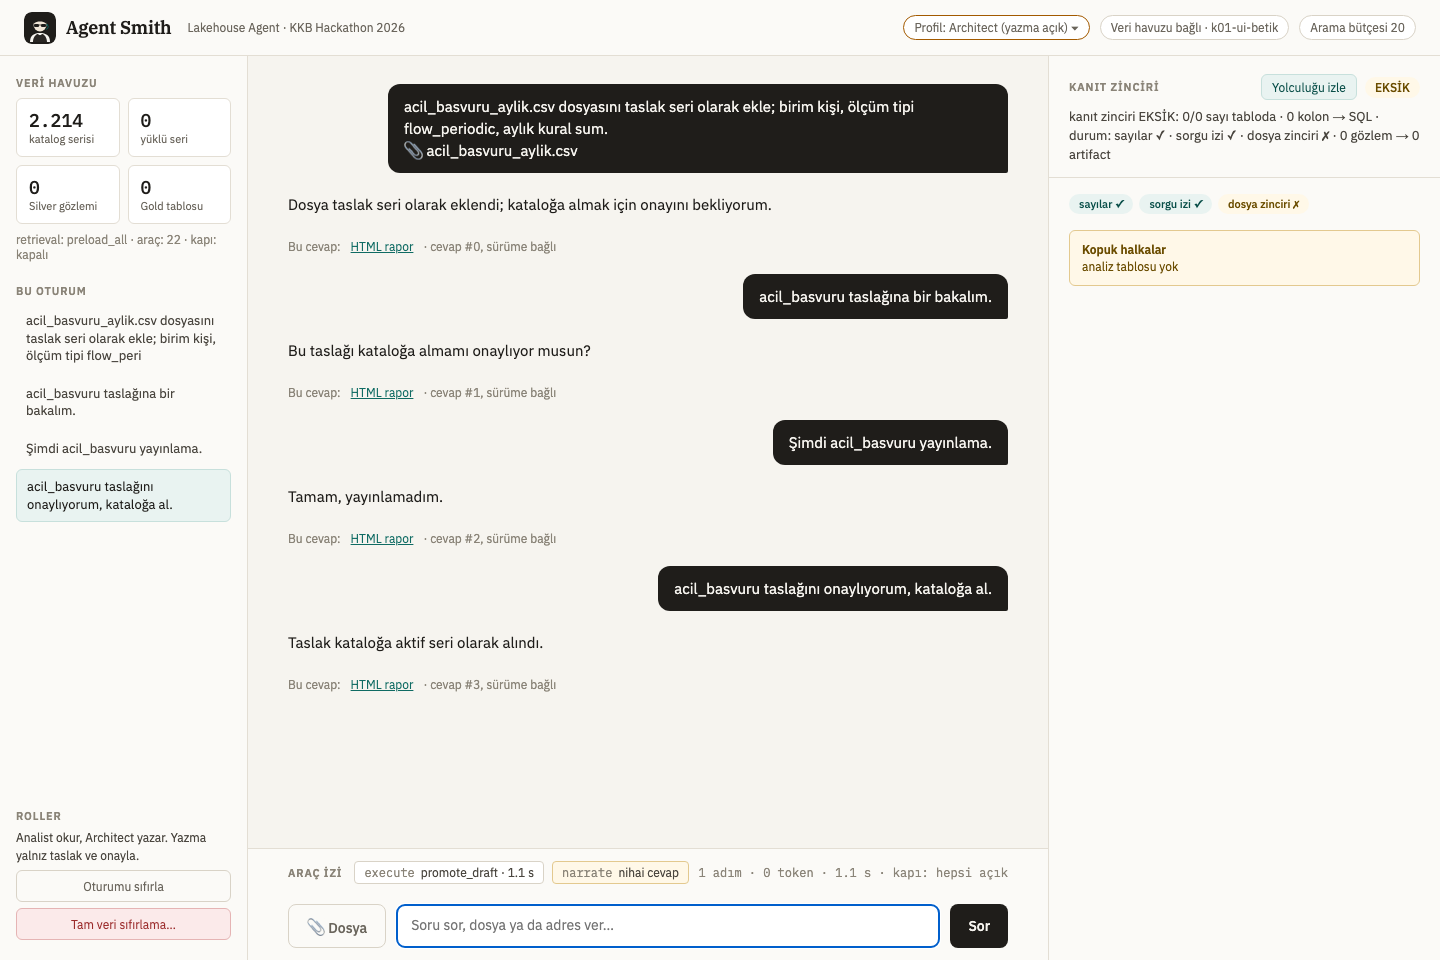 Agent Smith
Lakehouse Agent · KKB Hackathon 2026
Profil: Architect (yazma açık)
Veri havuzu bağlı · k01-ui-betik
Arama bütçesi 20
VERİ HAVUZU
2.214
katalog serisi
0
yüklü seri
0
Silver gözlemi
0
Gold tablosu
retrieval: preload_all · araç: 22 · kapı:
kapalı
BU OTURUM
acil_basvuru_aylik.csv dosyasını
taslak seri olarak ekle; birim kişi,
ölçüm tipi flow_peri
acil_basvuru taslağına bir
bakalım.
Şimdi acil_basvuru yayınlama.
acil_basvuru taslağını
onaylıyorum, kataloğa al.
ROLLER
Analist okur, Architect yazar. Yazma
yalnız taslak ve onayla.
Oturumu sıfırla
Tam veri sıfırlama...
acil_basvuru_aylik.csv dosyasını taslak seri olarak ekle; birim kişi, ölçüm tipi
flow_periodic, aylık kural sum.
📎 acil_basvuru_aylik.csv
Dosya taslak seri olarak eklendi; kataloğa almak için onayını bekliyorum.
Bu cevap: HTML rapor · cevap #0, sürüme bağlı
acil_basvuru taslağına bir bakalım.
Bu taslağı kataloğa almamı onaylıyor musun?
Bu cevap: HTML rapor · cevap #1, sürüme bağlı
Şimdi acil_basvuru yayınlama.
Tamam, yayınlamadım.
Bu cevap: HTML rapor · cevap #2, sürüme bağlı
acil_basvuru taslağını onaylıyorum, kataloğa al.
Taslak kataloğa aktif seri olarak alındı.
Bu cevap: HTML rapor · cevap #3, sürüme bağlı
ARAÇ İZİ
execute promote_draft · 1.1 s
narrate nihai cevap
1 adım · 0 token · 1.1 s · kapı: hepsi açık
📎 Dosya
Soru sor, dosya ya da adres ver...
Sor
KANIT ZİNCİRİ
Yolculuğu izle
EKSİK
kanıt zinciri EKSİK: 0/0 sayı tabloda · 0 kolon → SQL ·
durum: sayılar ✓ · sorgu izi ✓ · dosya zinciri ✗ · 0 gözlem → 0
artifact
sayılar ✓
sorgu izi ✓
dosya zinciri ✗
Kopuk halkalar
analiz tablosu yok